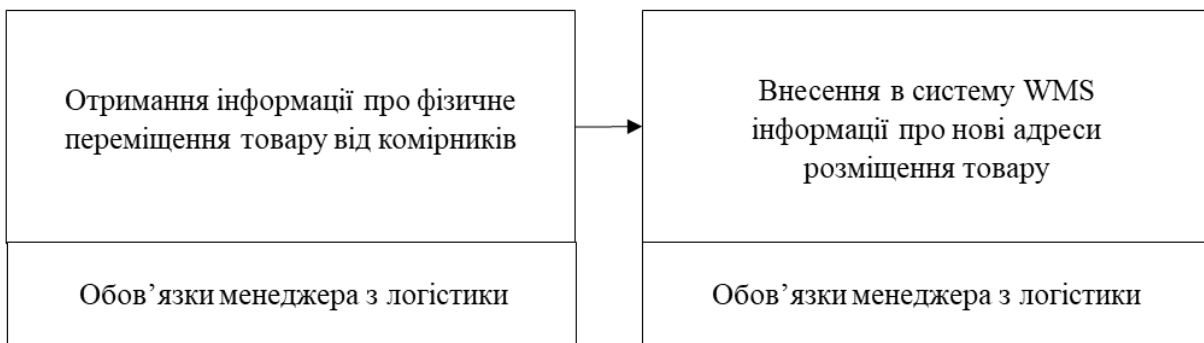 Отримання інформації про фізичне
переміщення товару від комірників
Обов’язки менеджера з логістики
Внесення в систему WMS
інформації про нові адреси
розміщення товару
Обов’язки менеджера з логістики